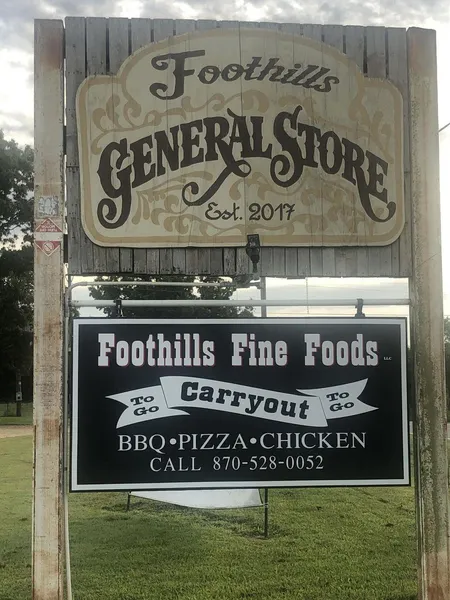 Foothills
GENERAL STORE
Est. 2017
Foothills Fine Foods LLC
To Go Carryout To Go
BBQ•PIZZA•CHICKEN
CALL 870-528-0052